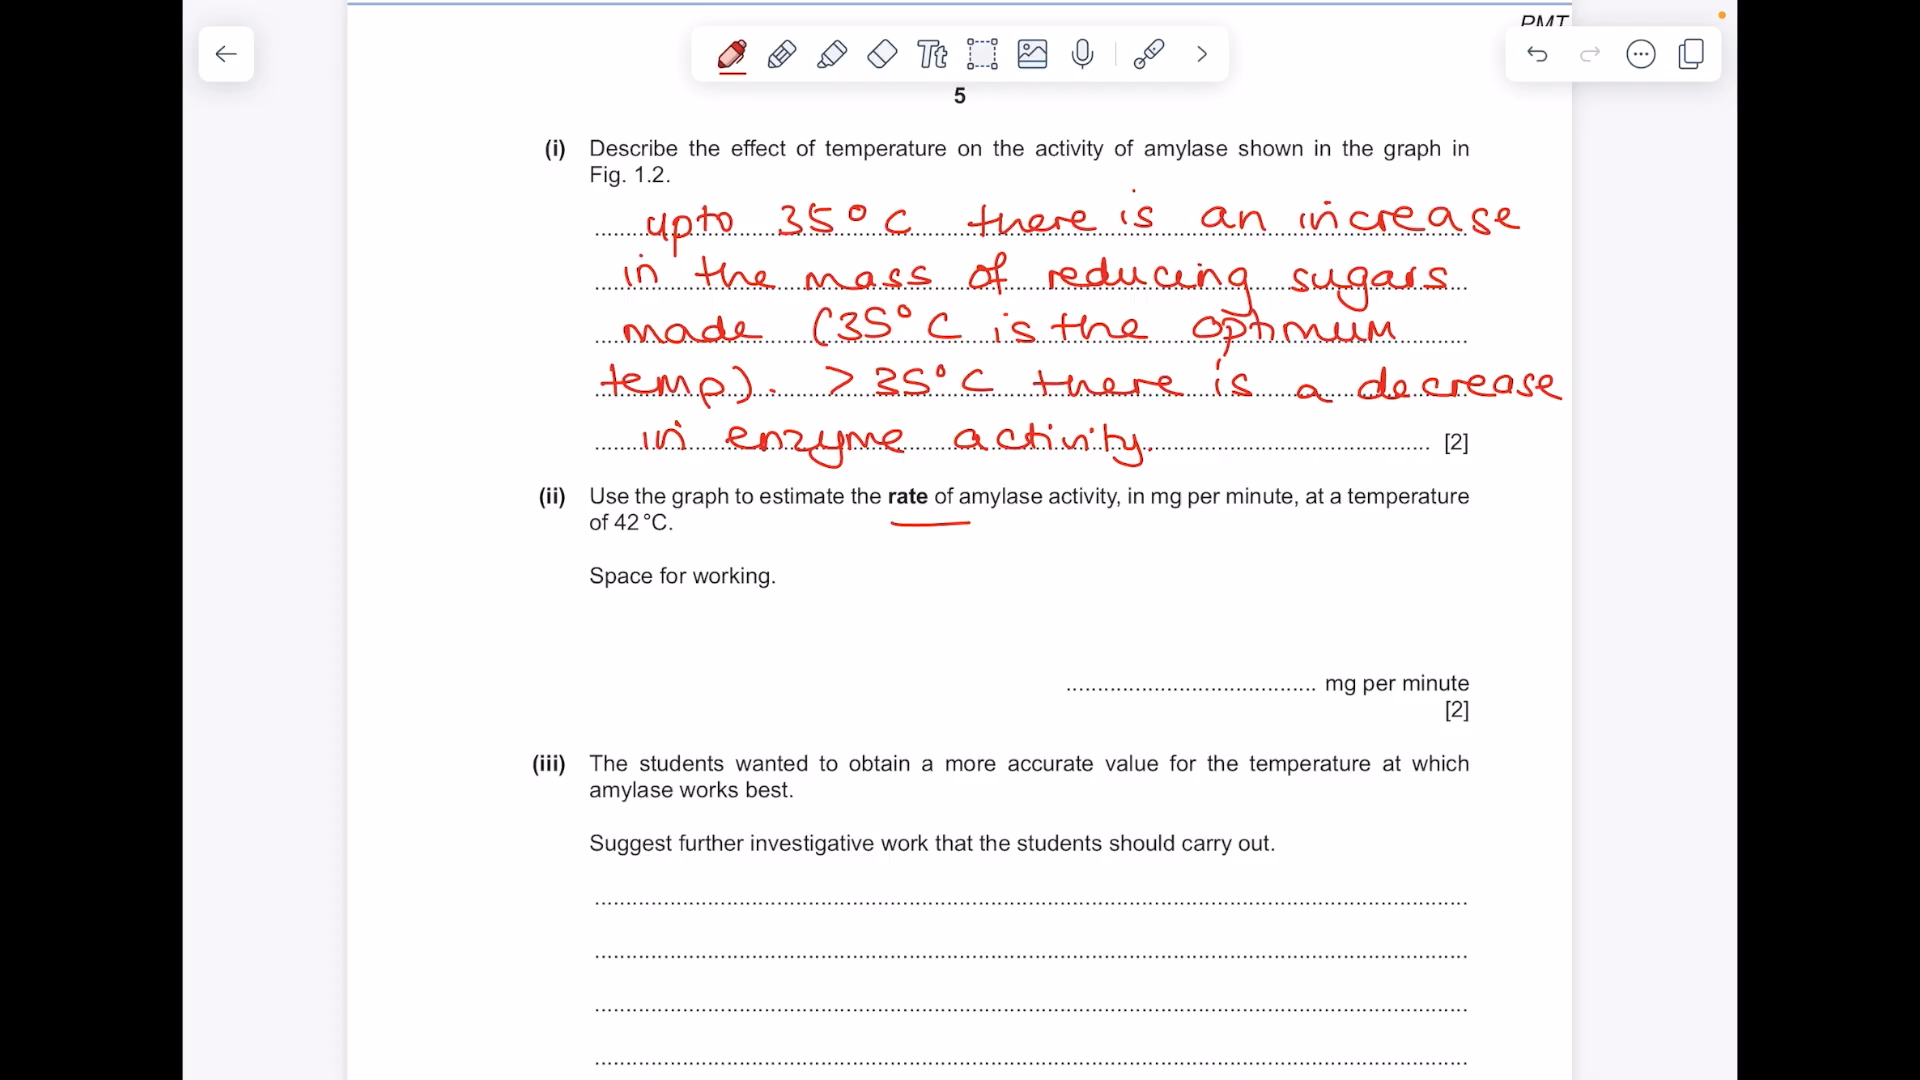 PMT
Tt
5
(i) Describe the effect of temperature on the activity of amylase shown in the graph in
Fig. 1.2.
upto 35°C there is an increase
in the mass of reducing sugars
made (35°C is the optimum
temp). >35°C there is a decrease
in enzyme activity. [2]
(ii) Use the graph to estimate the rate of amylase activity, in mg per minute, at a temperature
of 42 °C.
Space for working.
...................................... mg per minute
[2]
(iii) The students wanted to obtain a more accurate value for the temperature at which
amylase works best.
Suggest further investigative work that the students should carry out.